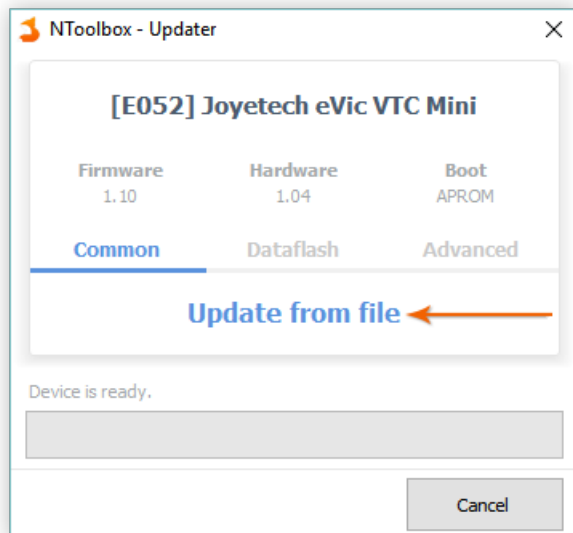 NToolbox - Updater
[E052] Joyetech eVic VTC Mini
Firmware Hardware Boot
1.10 1.04 APROM
Common Dataflash Advanced
Update from file
Device is ready.
Cancel